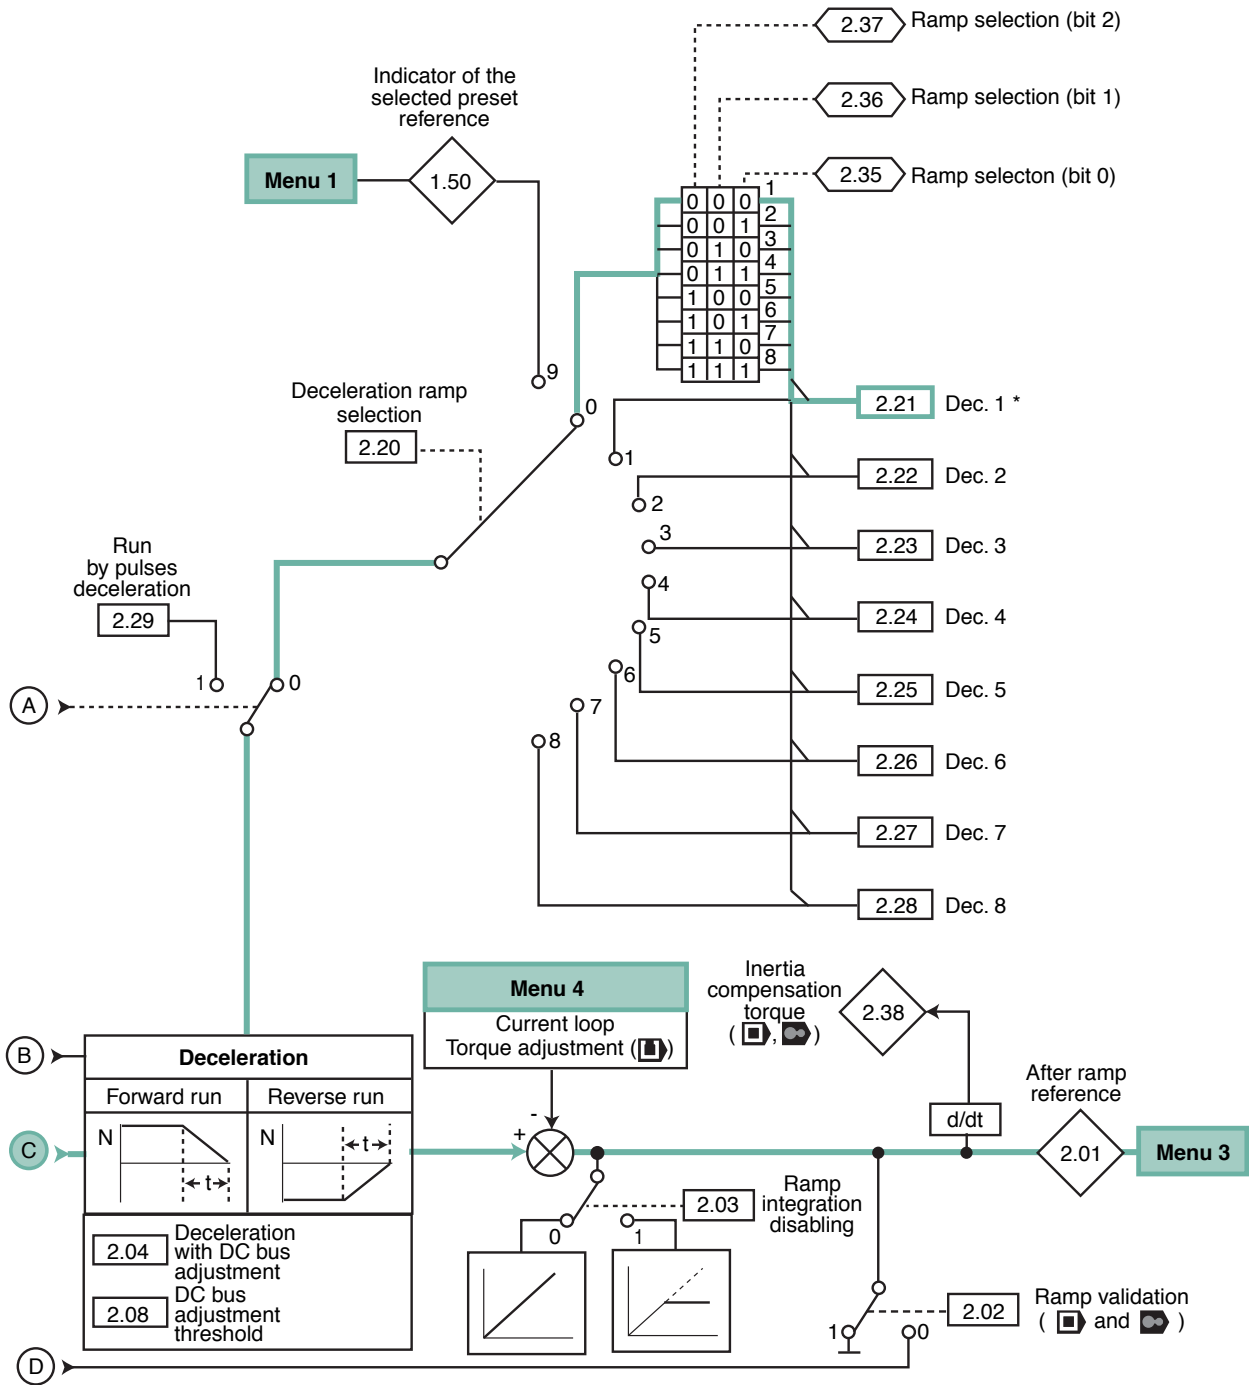 2.37 Ramp selection (bit 2)
Indicator of the
selected preset
reference
2.36 Ramp selection (bit 1)
Menu 1
1.50
2.35 Ramp selecton (bit 0)
0 0 0 1
0 0 1 2
0 1 0 3
0 1 1 4
1 0 0 5
1 0 1 6
1 1 0 7
1 1 1 8
9
Deceleration ramp
selection
2.20
0
2.21 Dec. 1 *
1
2.22 Dec. 2
2
3
2.23 Dec. 3
Run
by pulses
deceleration
2.29
4
2.24 Dec. 4
5
6
2.25 Dec. 5
1 0
A
7
8
2.26 Dec. 6
2.27 Dec. 7
2.28 Dec. 8
Menu 4
Current loop
Torque adjustment ( )
Inertia
compensation
torque
( , )
2.38
B
Deceleration
Forward run Reverse run
N t
N t
C
-
+
d/dt
After ramp
reference
2.01
Menu 3
2.03
Ramp
integration
disabling
0 1
2.04
Deceleration
with DC bus
adjustment
2.08
DC bus
adjustment
threshold
2.02
Ramp validation
( and )
1 0
D